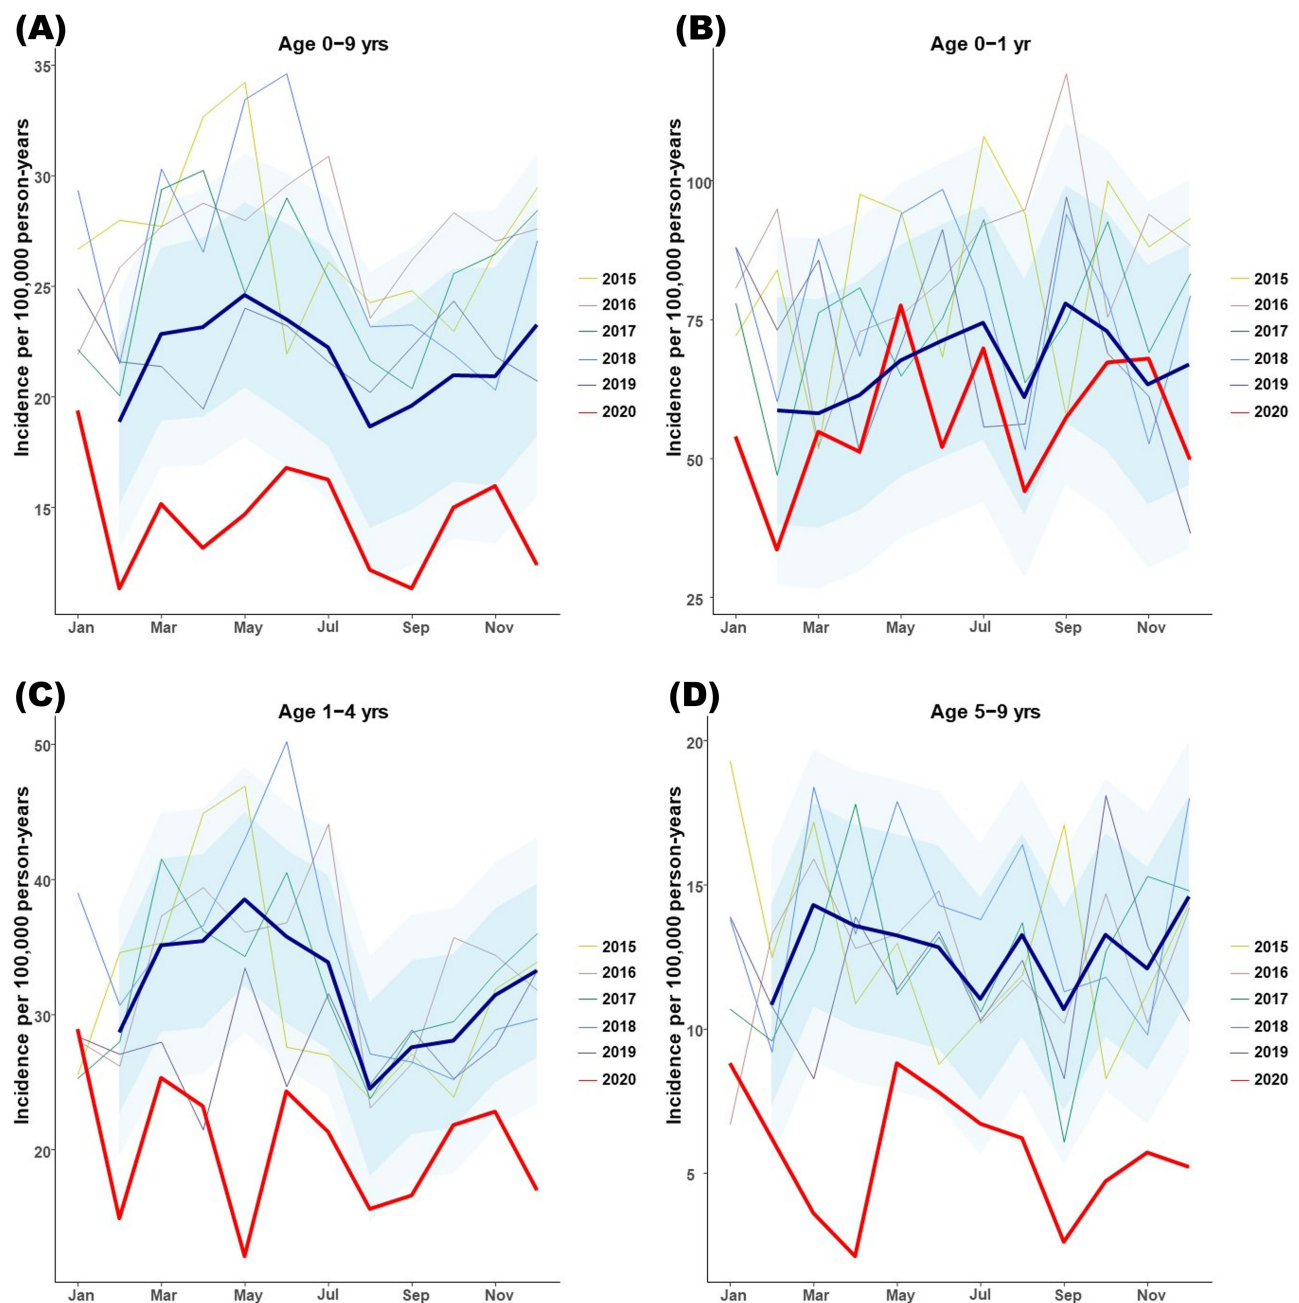 (A)
Age 0−9 yrs
Incidence per 100,000 person-years
35
30
25
20
15
Jan Mar May Jul Sep Nov
2015
2016
2017
2018
2019
2020
(B)
Age 0−1 yr
Incidence per 100,000 person-years
100
75
50
25
Jan Mar May Jul Sep Nov
2015
2016
2017
2018
2019
2020
(C)
Age 1−4 yrs
Incidence per 100,000 person-years
50
40
30
20
Jan Mar May Jul Sep Nov
2015
2016
2017
2018
2019
2020
(D)
Age 5−9 yrs
Incidence per 100,000 person-years
20
15
10
5
Jan Mar May Jul Sep Nov
2015
2016
2017
2018
2019
2020